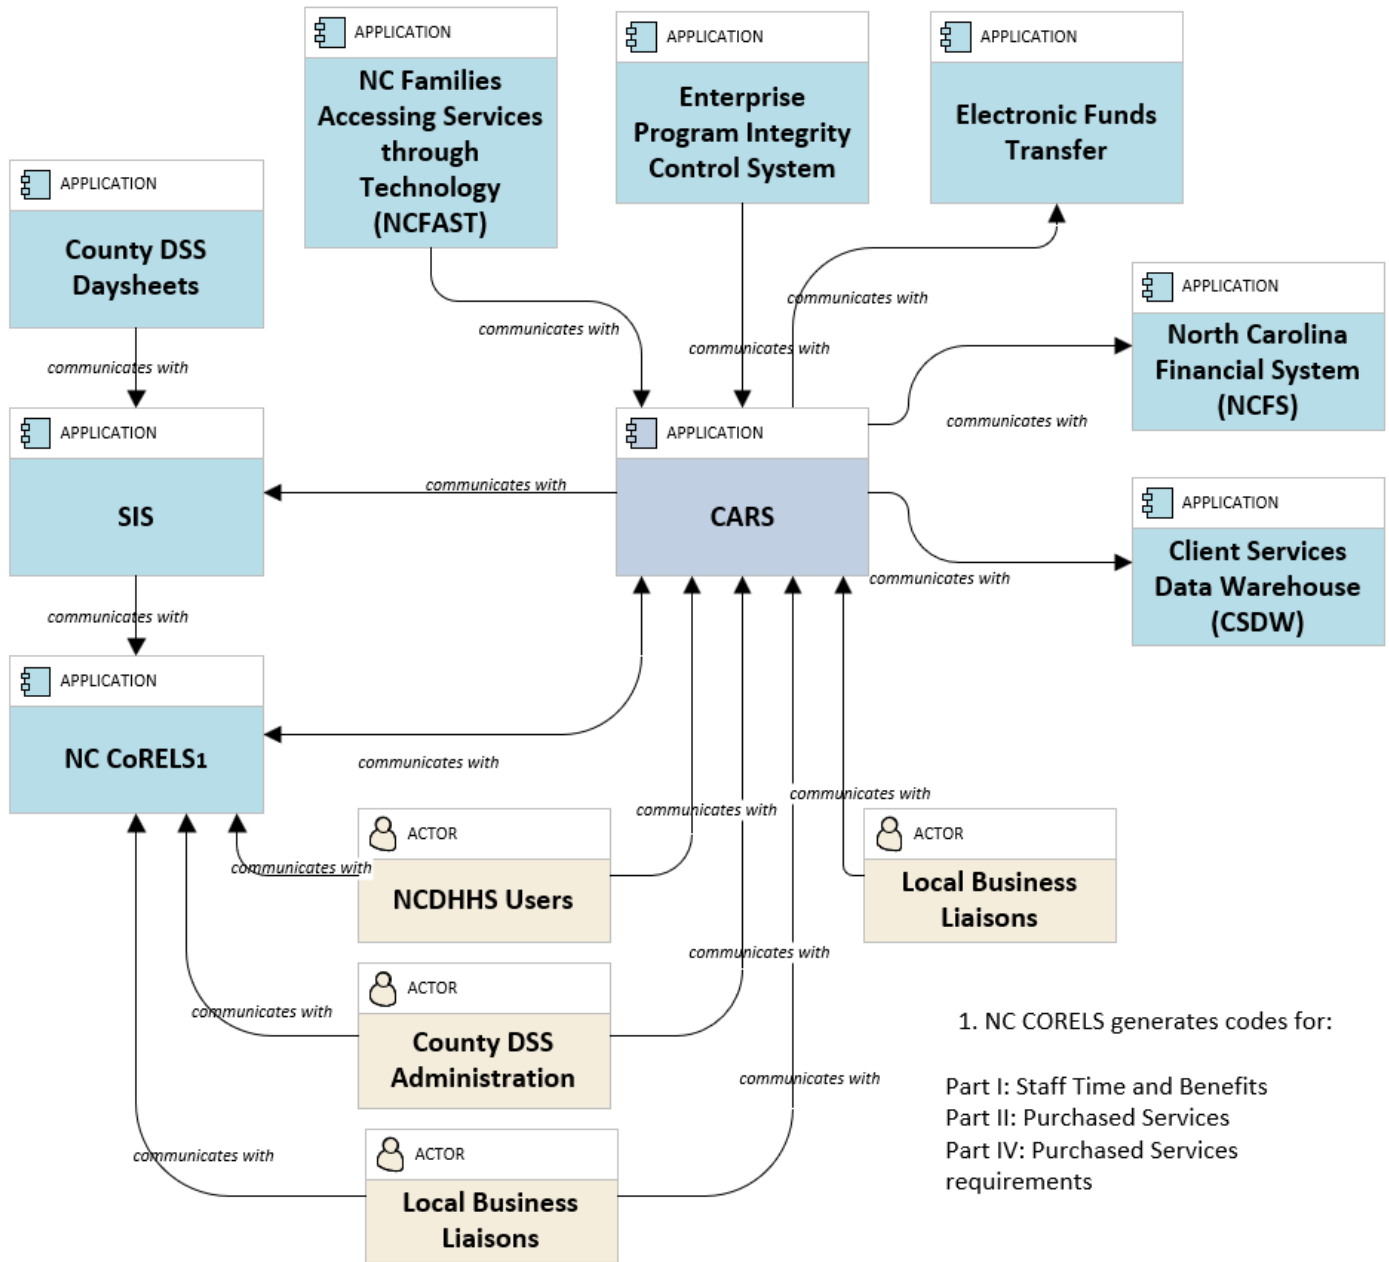 APPLICATION
NC Families
Accessing Services
through
Technology
(NCFAST)
APPLICATION
Enterprise
Program Integrity
Control System
APPLICATION
Electronic Funds
Transfer
APPLICATION
County DSS
Daysheets
APPLICATION
North Carolina
Financial System
(NCFS)
communicates with
communicates with
communicates with
communicates with
communicates with
APPLICATION
SIS
communicates with
APPLICATION
CARS
APPLICATION
Client Services
Data Warehouse
(CSDW)
communicates with
communicates with
communicates with
APPLICATION
NC CoRELS1
communicates with
communicates with
communicates with
ACTOR
NCDHHS Users
communicates with
ACTOR
Local Business
Liaisons
communicates with
ACTOR
County DSS
Administration
communicates with
communicates with
ACTOR
Local Business
Liaisons
communicates with
1. NC CORELS generates codes for:
Part I: Staff Time and Benefits
Part II: Purchased Services
Part IV: Purchased Services
requirements